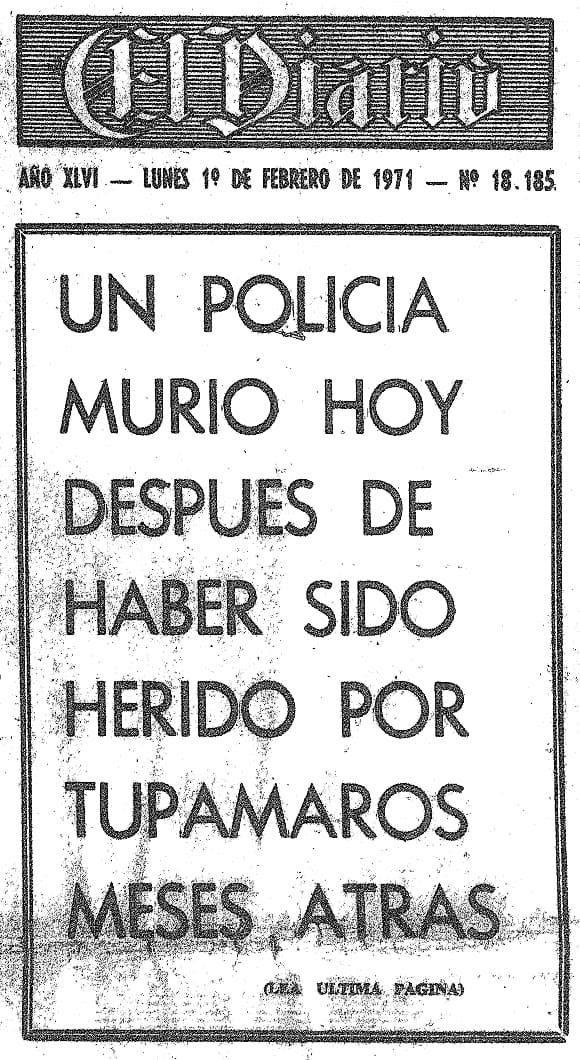 El Diario
AÑO XLVI — LUNES 1º DE FEBRERO DE 1971 — Nº 18.185
UN POLICIA
MURIO HOY
DESPUES DE
HABER SIDO
HERIDO POR
TUPAMAROS
MESES ATRAS
(LEA ULTIMA PAGINA)